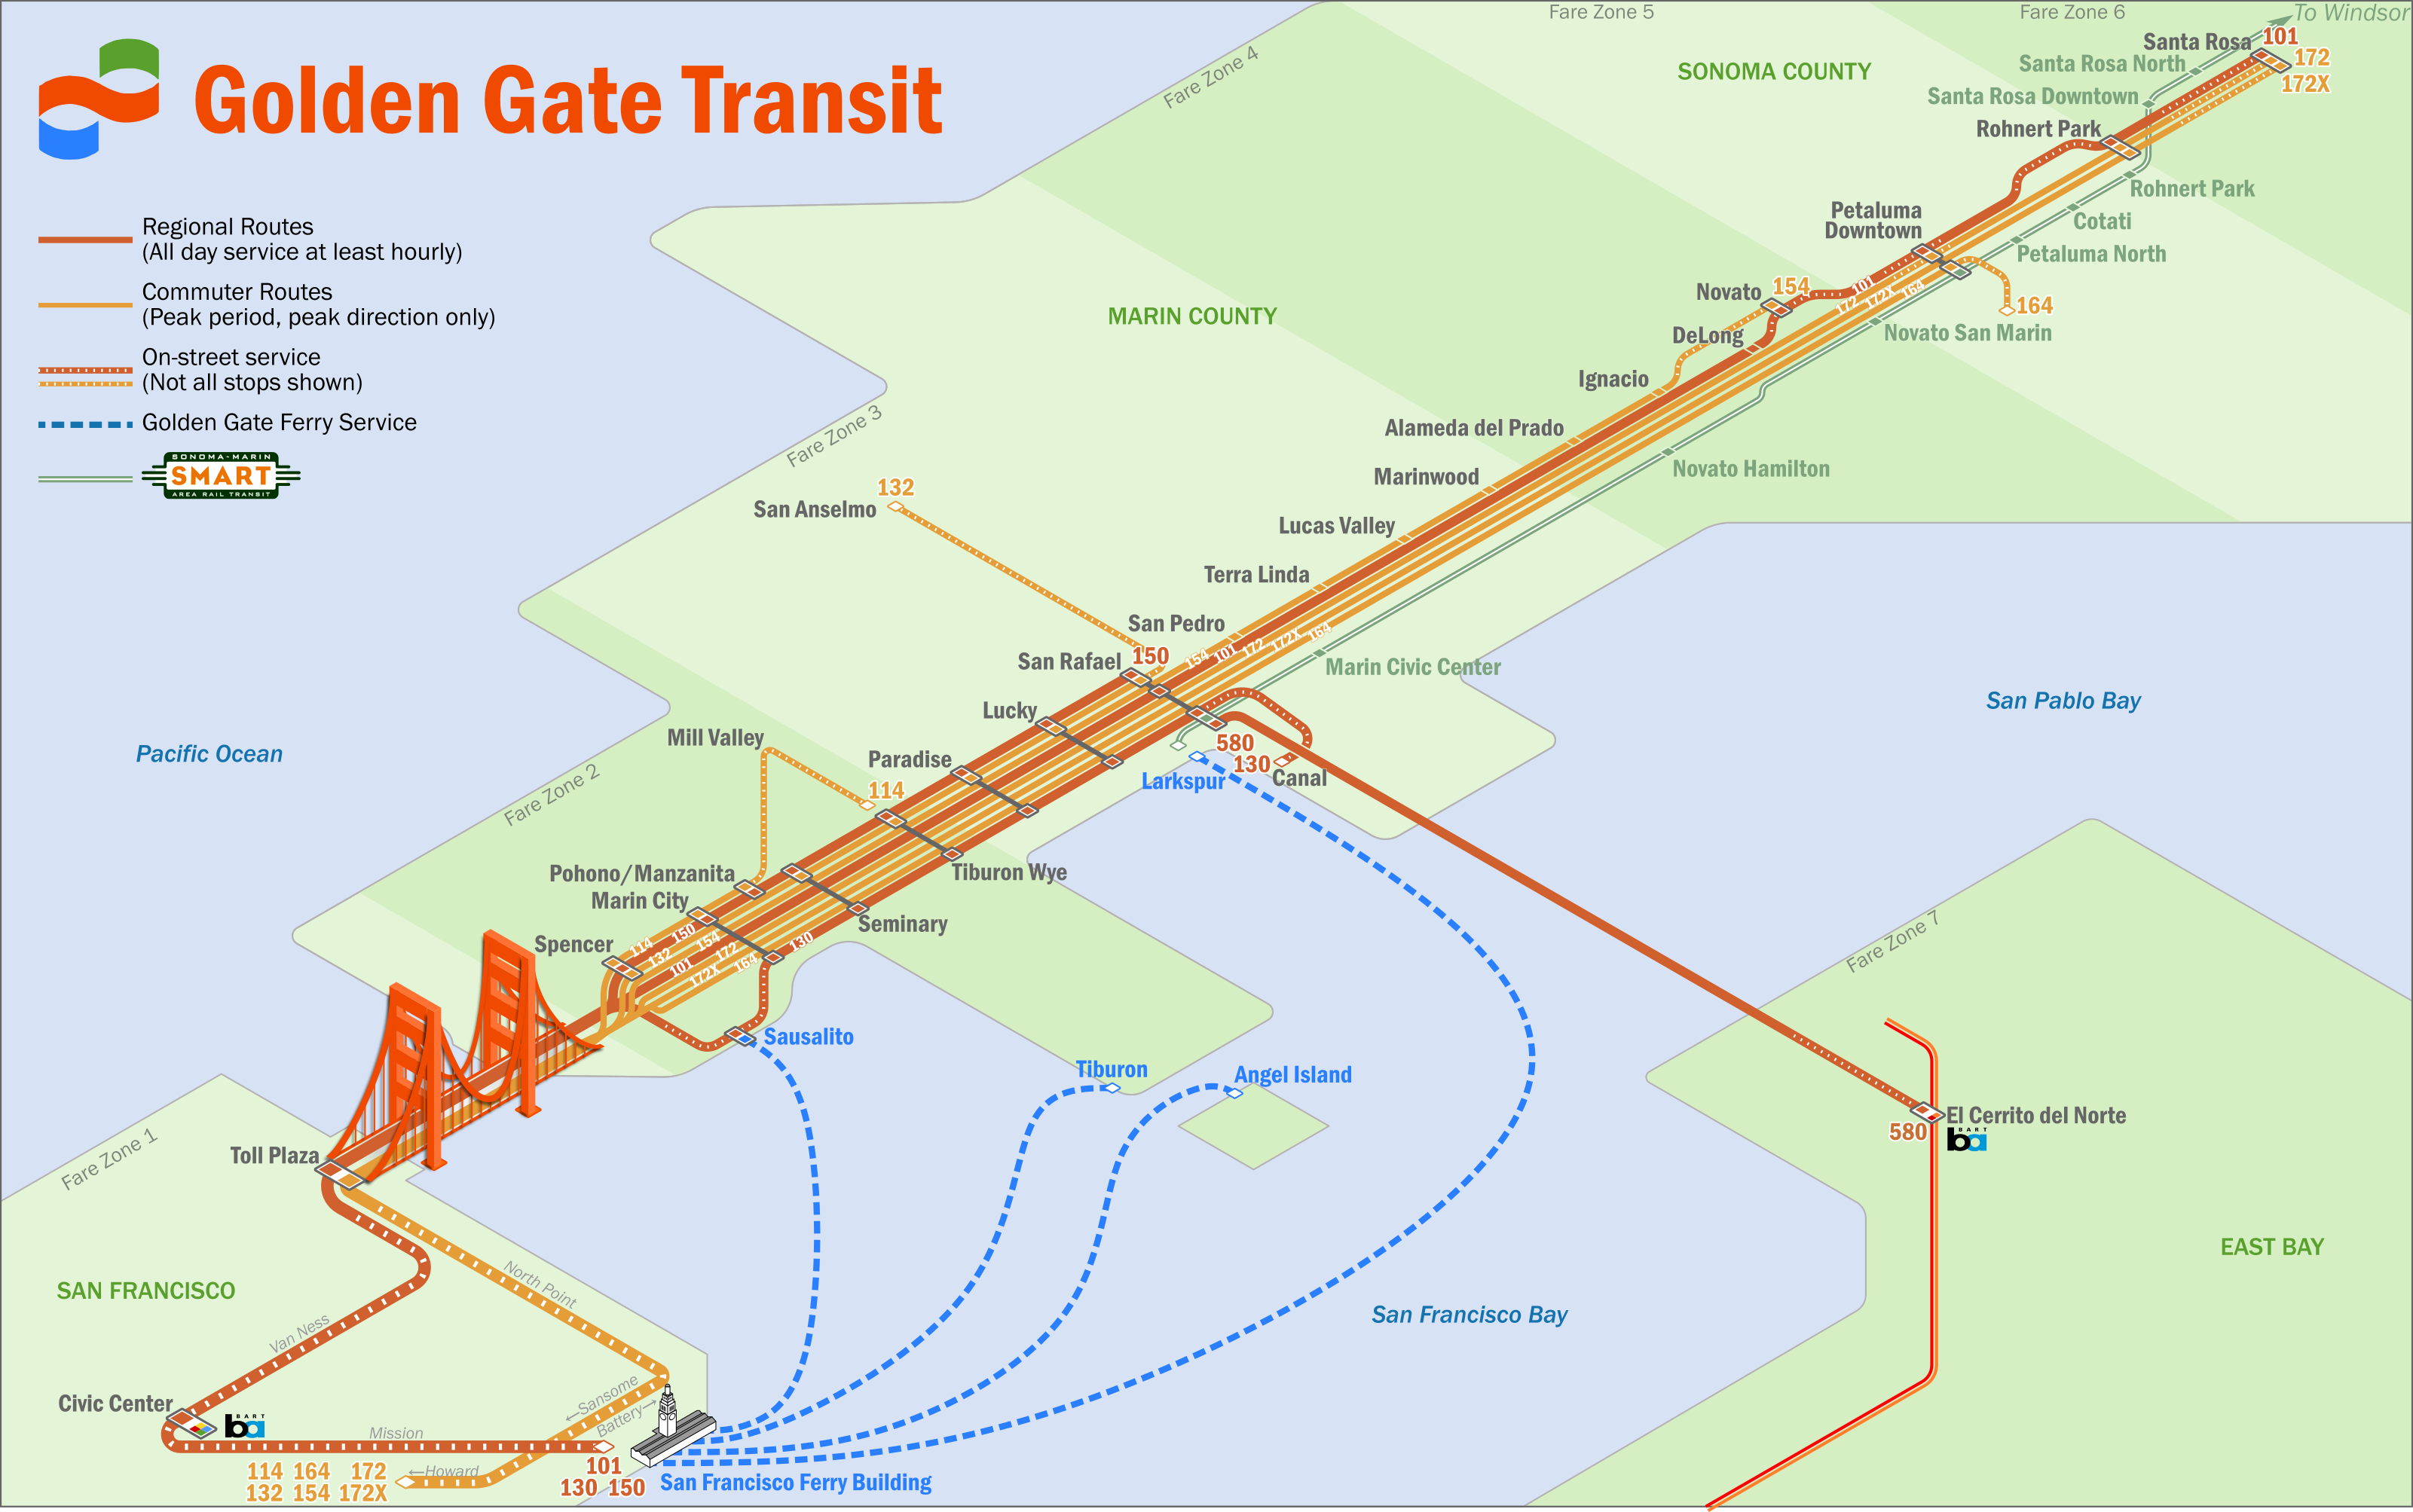 Golden Gate Transit
Regional Routes
(All day service at least hourly)
Commuter Routes
(Peak period, peak direction only)
On-street service
(Not all stops shown)
Golden Gate Ferry Service
SONOMA-MARIN
SMART
AREA RAIL TRANSIT
Fare Zone 4
Fare Zone 5
Fare Zone 6
To Windsor
SONOMA COUNTY
Santa Rosa
101
172
172X
Santa Rosa North
Santa Rosa Downtown
Rohnert Park
Rohnert Park
Cotati
Petaluma
Downtown
Petaluma North
Novato
154
101
172
172X
164
164
DeLong
Novato San Marin
MARIN COUNTY
Ignacio
Alameda del Prado
Novato Hamilton
Marinwood
Lucas Valley
Terra Linda
San Pedro
Fare Zone 3
132
San Anselmo
San Rafael
150
154
101
172
172X
164
Marin Civic Center
San Pablo Bay
Lucky
Mill Valley
Paradise
114
580
130
Canal
Larkspur
Pacific Ocean
Fare Zone 2
Pohono/Manzanita
Marin City
Tiburon Wye
Seminary
Spencer
114
150
132
154
101
172
172X
164
130
Sausalito
Tiburon
Angel Island
Fare Zone 7
El Cerrito del Norte
580
BART
ba
EAST BAY
Fare Zone 1
Toll Plaza
SAN FRANCISCO
North Point
Van Ness
San Francisco Bay
Civic Center
BART
ba
Mission
←Sansome
Battery→
←Howard
114 164 172
132 154 172X
101
130 150
San Francisco Ferry Building